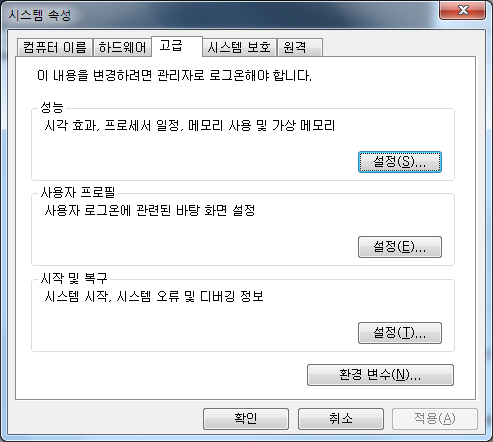 시스템 속성
컴퓨터 이름 하드웨어 고급 시스템 보호 원격
이 내용을 변경하려면 관리자로 로그온해야 합니다.
성능
시각 효과, 프로세서 일정, 메모리 사용 및 가상 메모리
설정(S)...
사용자 프로필
사용자 로그온에 관련된 바탕 화면 설정
설정(E)...
시작 및 복구
시스템 시작, 시스템 오류 및 디버깅 정보
설정(T)...
환경 변수(N)...
확인 취소 적용(A)